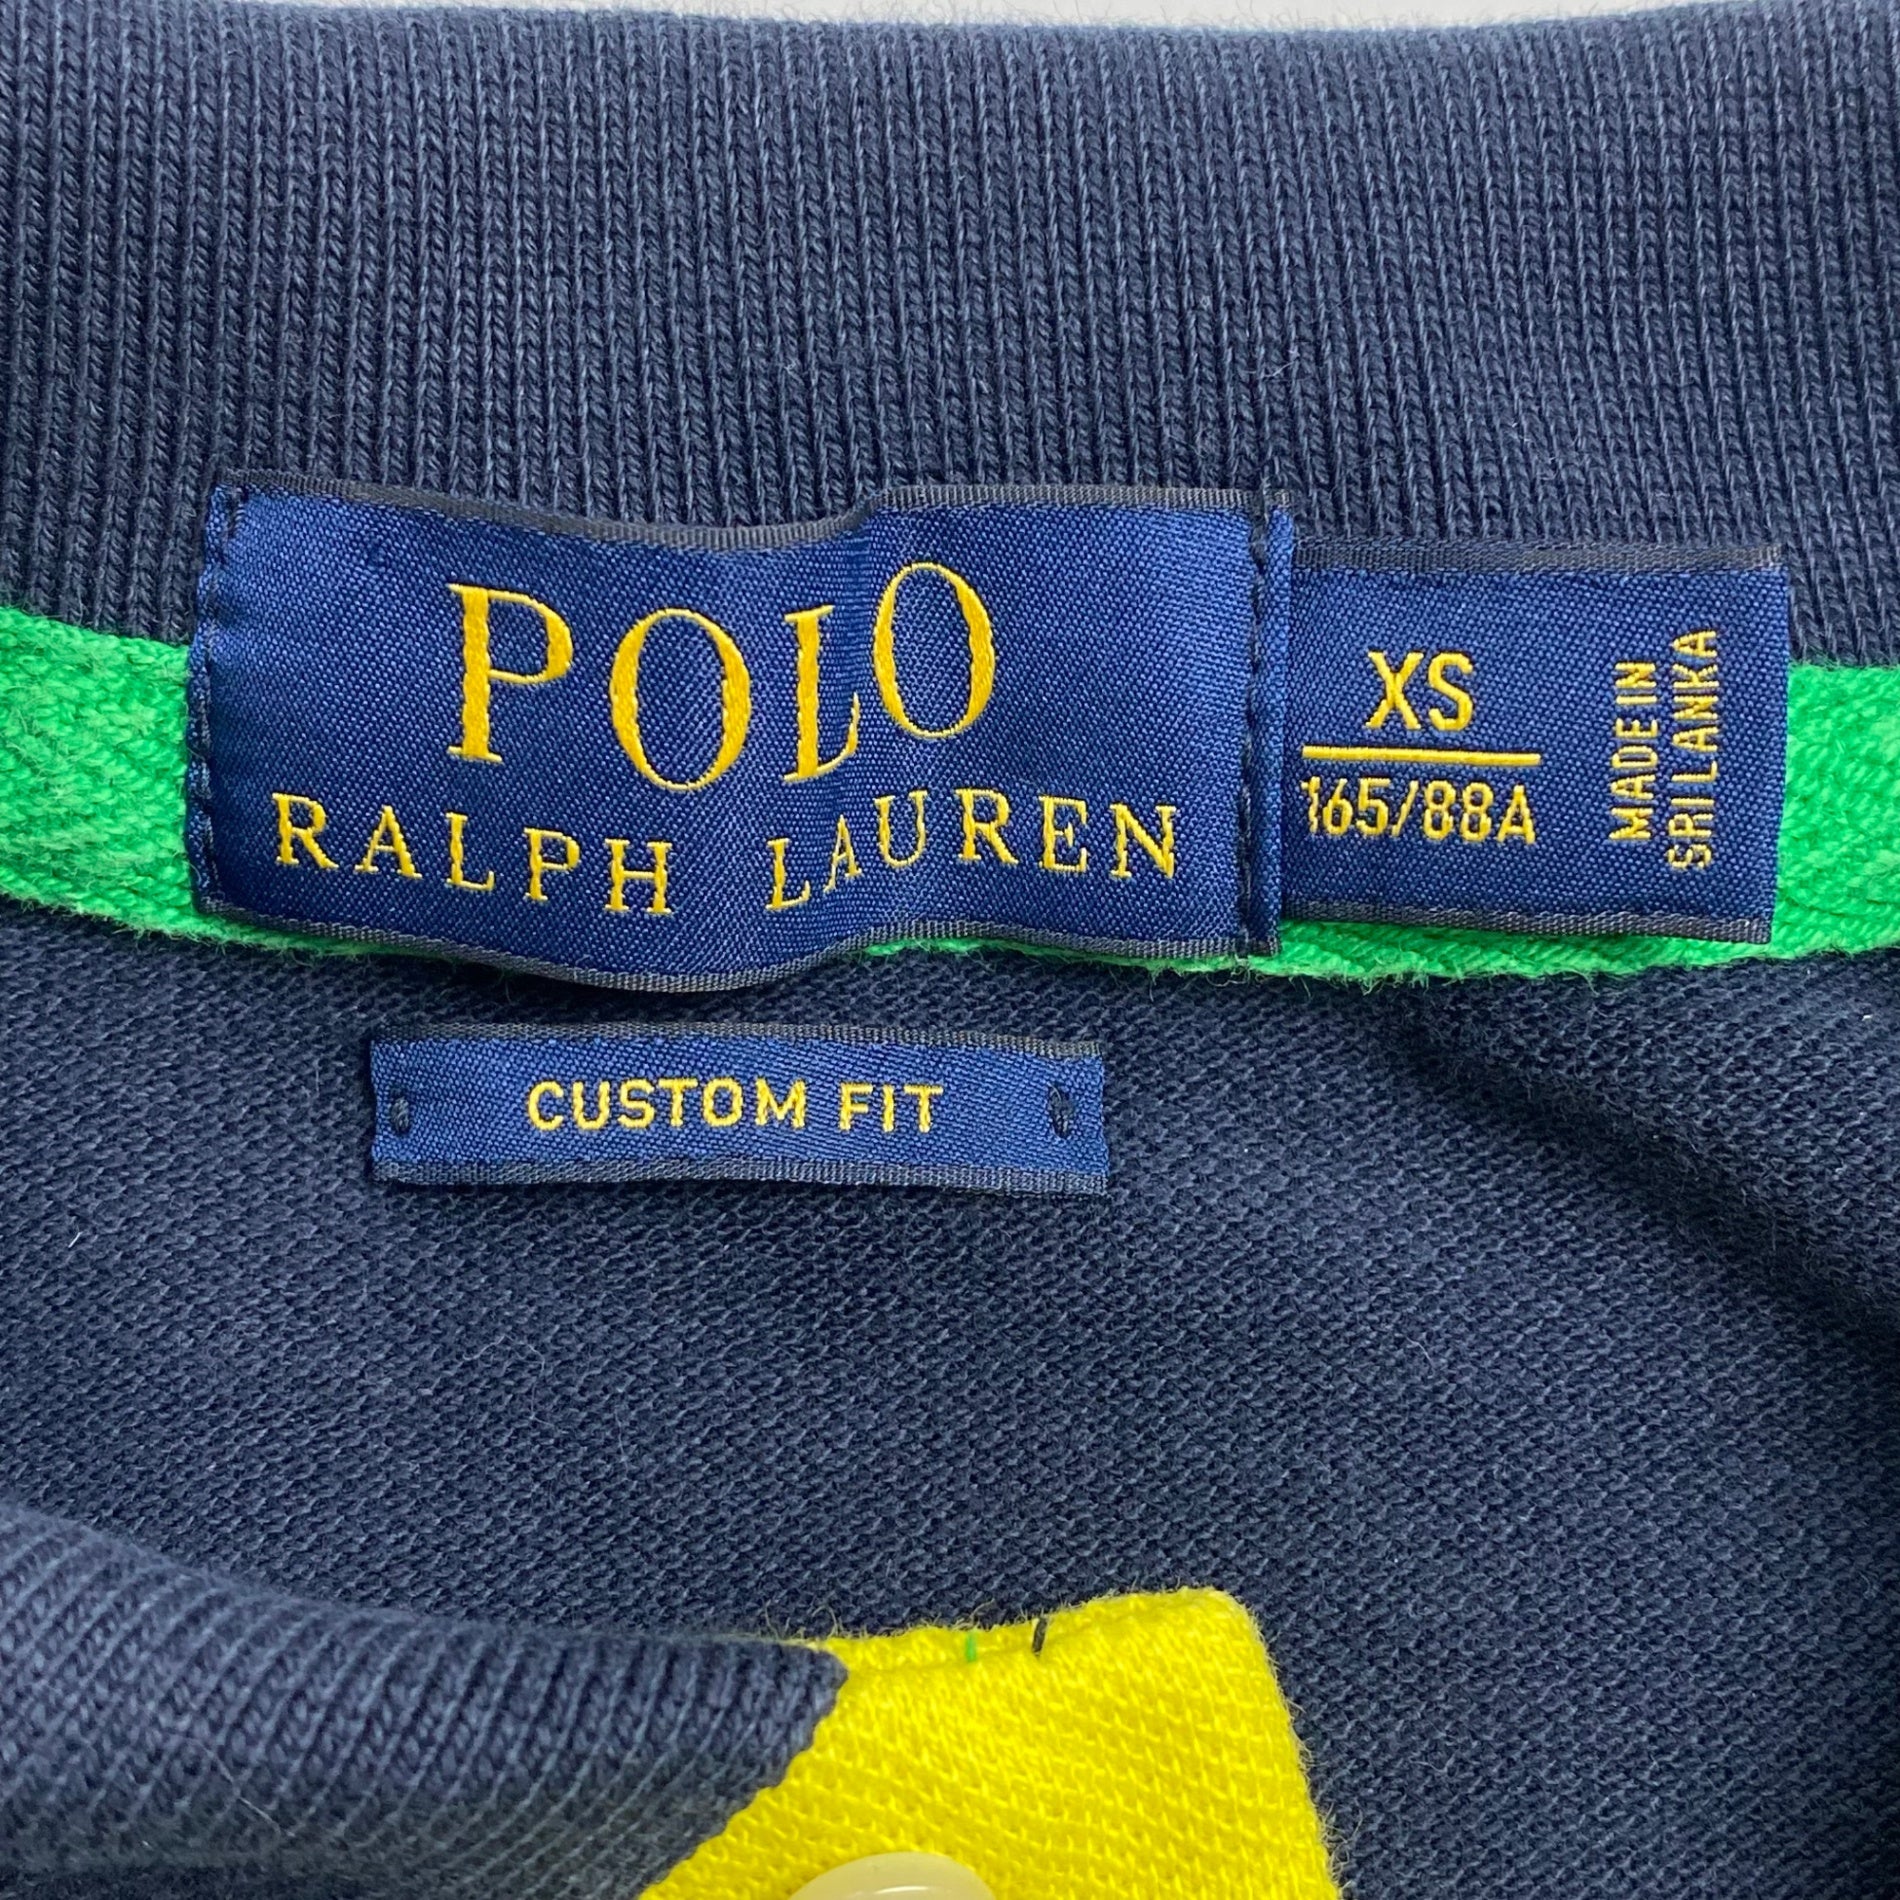 POLO
RALPH LAUREN
XS
165/88A
MADE IN
SRI LANKA
CUSTOM FIT